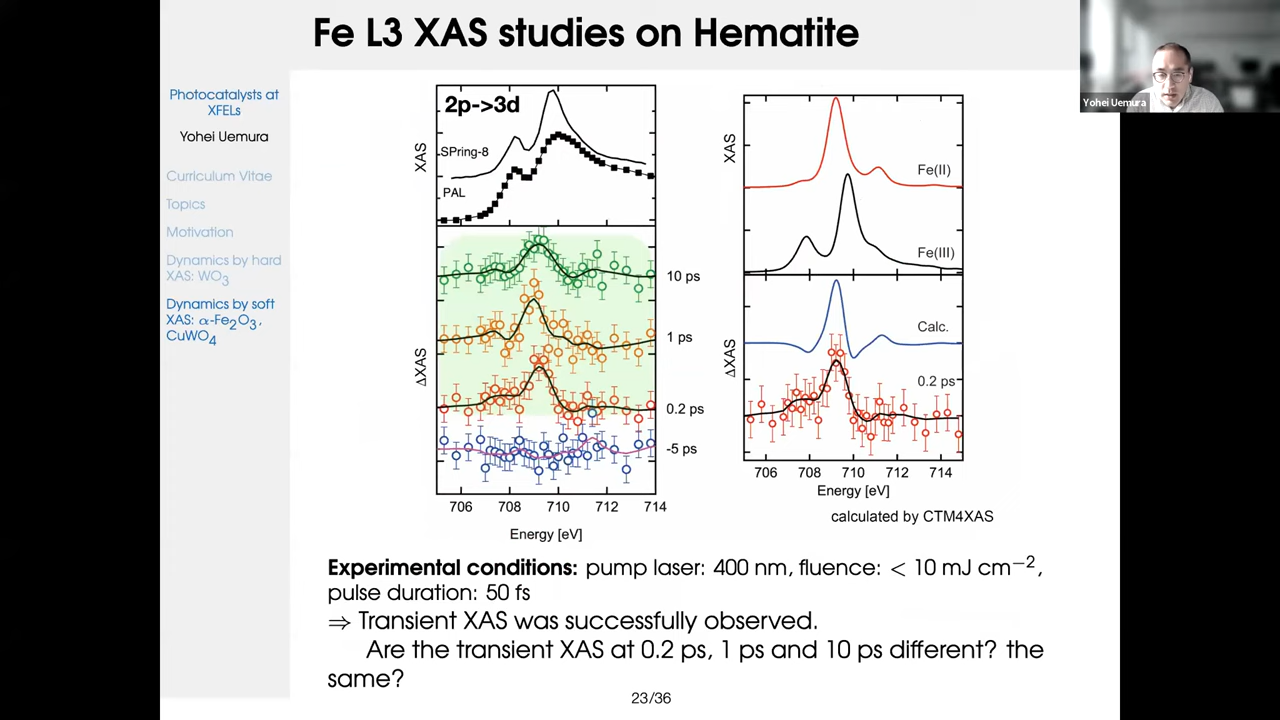 Fe L3 XAS studies on Hematite
Yohei Uemura
Photocatalysts at
XFELs
Yohei Uemura
Curriculum Vitae
Topics
Motivation
Dynamics by hard
XAS: WO₃
Dynamics by soft
XAS: α-Fe₂O₃,
CuWO₄
2p->3d
XAS
SPring-8
PAL
ΔXAS
10 ps
1 ps
0.2 ps
-5 ps
706 708 710 712 714
Energy [eV]
XAS
Fe(II)
Fe(III)
ΔXAS
Calc.
0.2 ps
706 708 710 712 714
Energy [eV]
calculated by CTM4XAS
Experimental conditions: pump laser: 400 nm, fluence: < 10 mJ cm⁻²,
pulse duration: 50 fs
⇒ Transient XAS was successfully observed.
Are the transient XAS at 0.2 ps, 1 ps and 10 ps different? the
same?
23/36